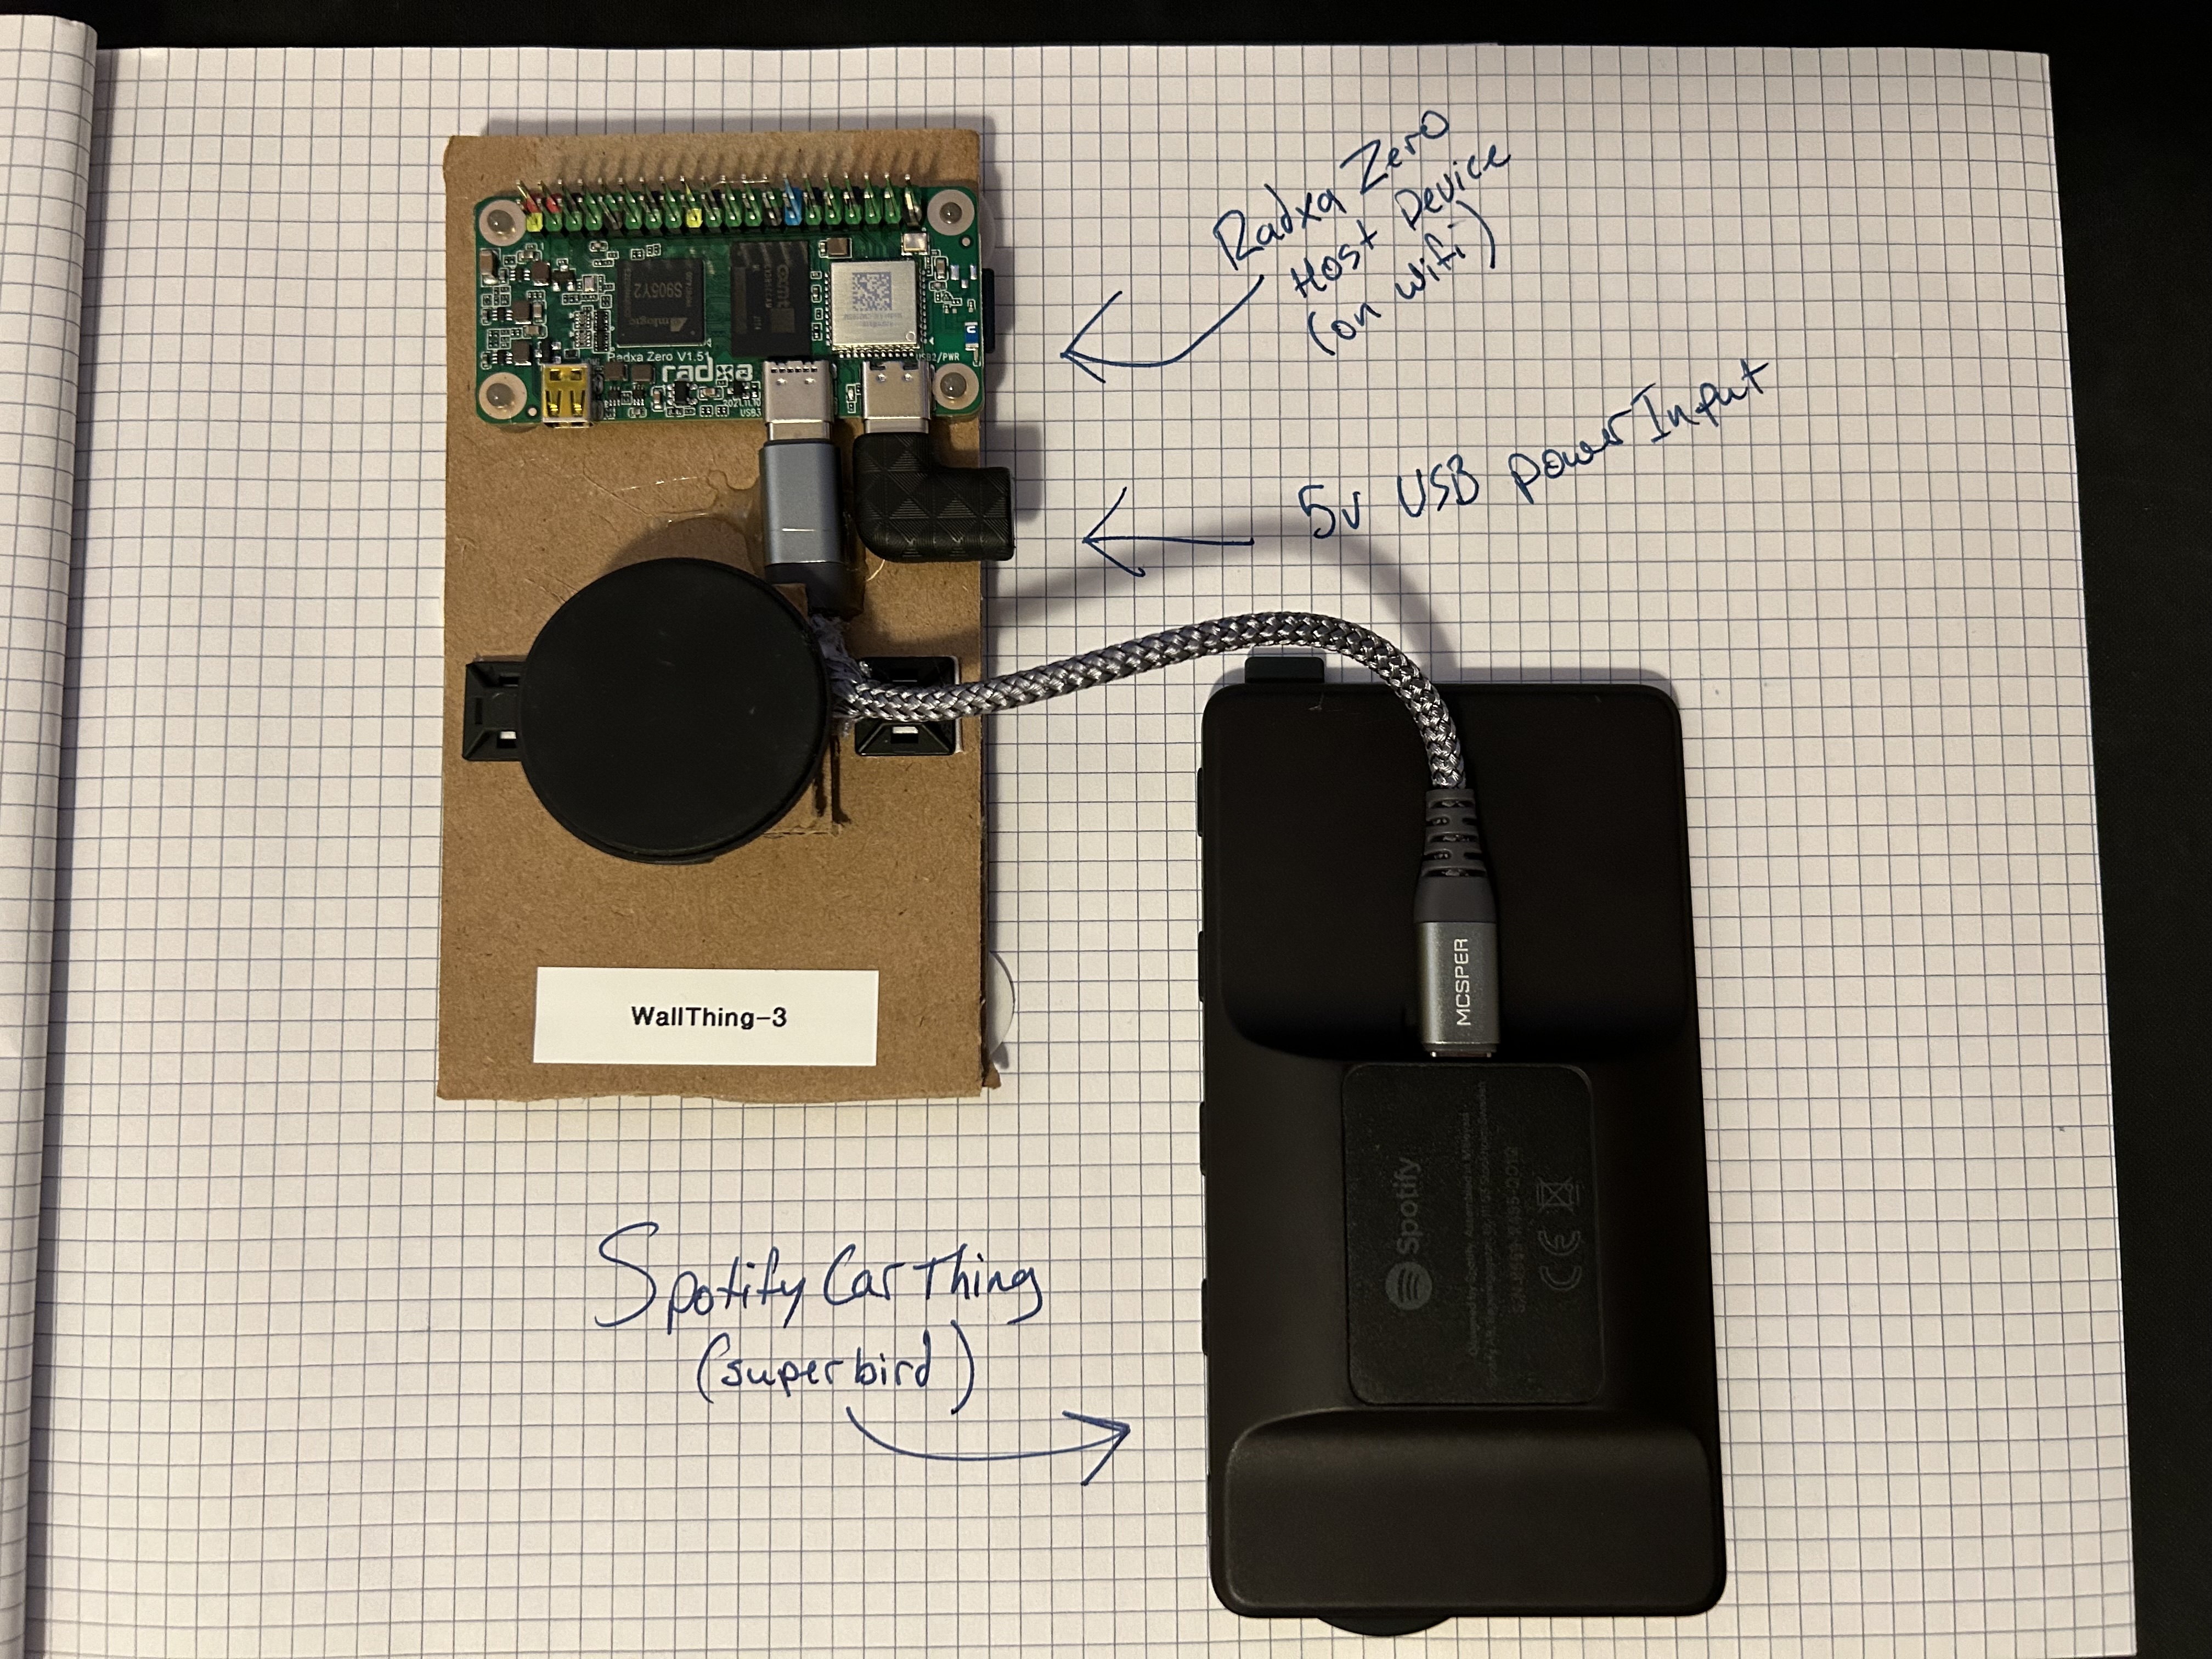 Radxa Zero
Host Device
(on wifi)
5v USB power Input
Amlogic
S905Y2
Radxa Zero V1.51
radxa
USB2/PWR
USB3
WallThing-3
MCSPER
Spotify
CE
Spotify Car Thing
(superbird)